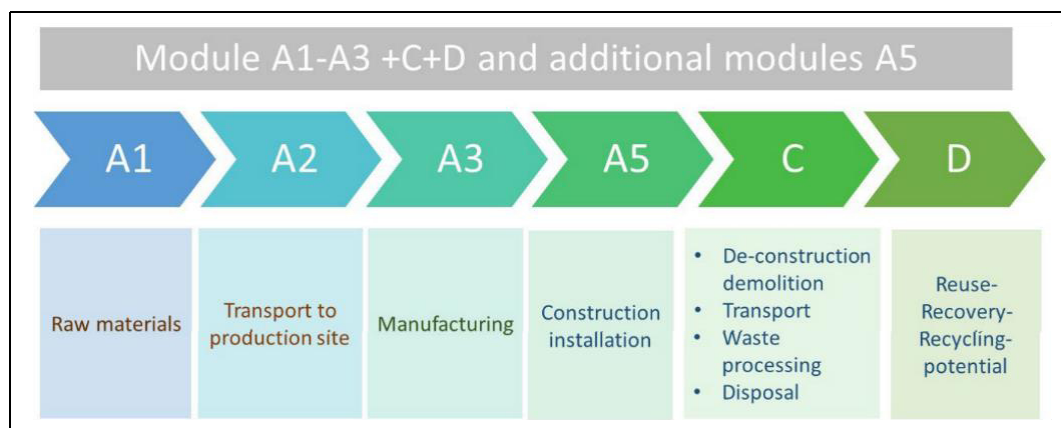 Module A1-A3 +C+D and additional modules A5
A1
A2
A3
A5
C
D
Raw materials
Transport to
production site
Manufacturing
Construction
installation
• De-construction
demolition
• Transport
• Waste
processing
• Disposal
Reuse-
Recovery-
Recycling-
potential